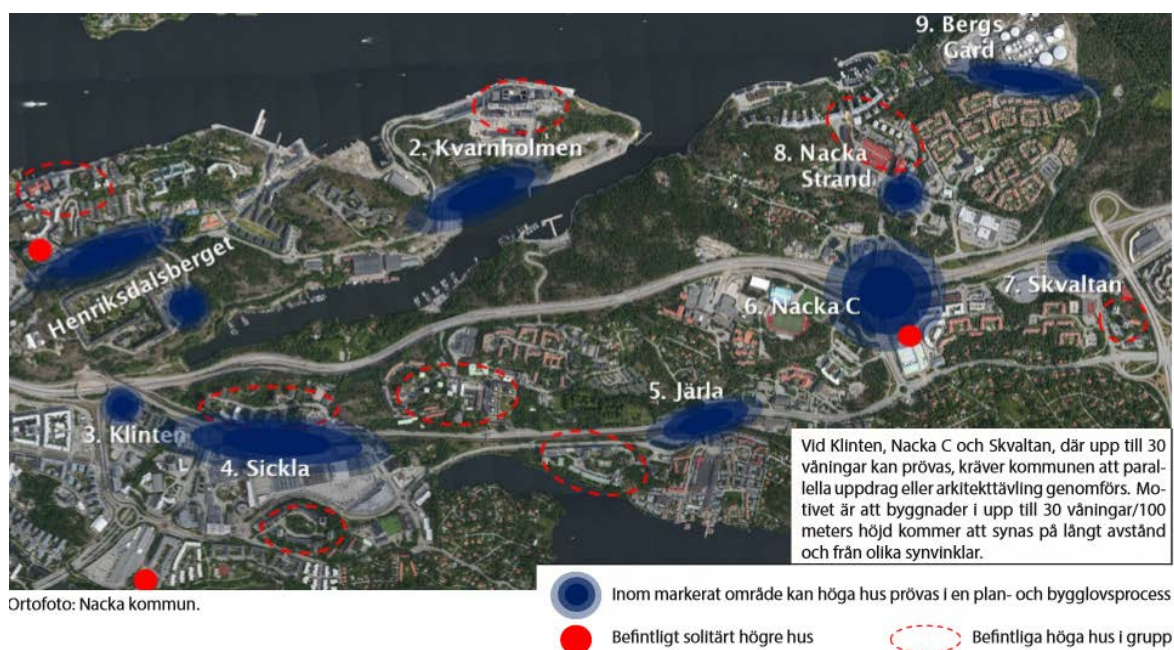 9. Bergs
Gård
2. Kvarnholmen
8. Nacka
Strand
Henriksdalsberget
7. Skvaltan
6. Nacka C
5. Järla
3. Klinten
4. Sickla
Vid Klinten, Nacka C och Skvaltan, där upp till 30
våningar kan prövas, kräver kommunen att paral-
lella uppdrag eller arkitekttävling genomförs. Mo-
tivet är att byggnader i upp till 30 våningar/100
meters höjd kommer att synas på långt avstånd
och från olika synvinklar.
Ortofoto: Nacka kommun.
Inom markerat område kan höga hus prövas i en plan- och bygglovsprocess
Befintligt solitärt högre hus
Befintliga höga hus i grupp